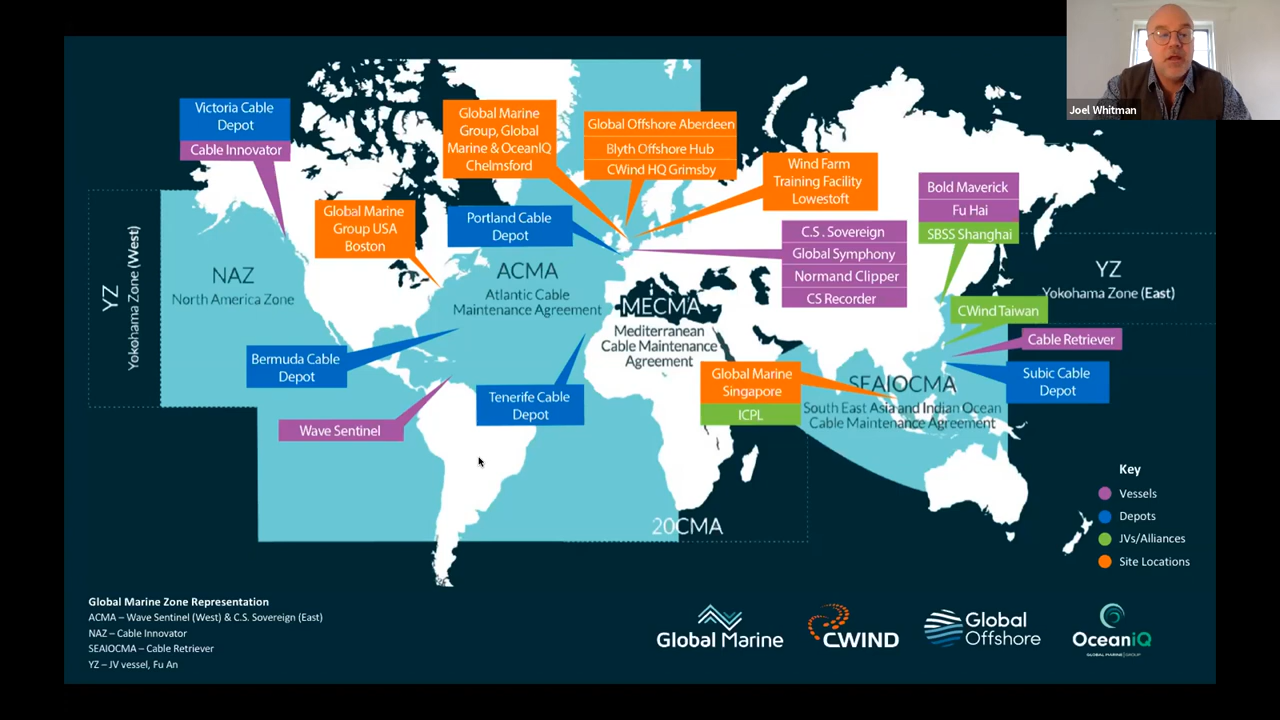 Joel Whitman
Victoria Cable
Depot
Cable Innovator
Global Marine
Group, Global
Marine & OceanIQ
Chelmsford
Global Offshore Aberdeen
Blyth Offshore Hub
CWind HQ Grimsby
Wind Farm
Training Facility
Lowestoft
Bold Maverick
Fu Hai
SBSS Shanghai
Global Marine
Group USA
Boston
Portland Cable
Depot
C.S . Sovereign
Global Symphony
Normand Clipper
CS Recorder
YZ
Yokohama Zone (West)
NAZ
North America Zone
ACMA
Atlantic Cable
Maintenance Agreement
MECMA
Mediterranean
Cable Maintenance
Agreement
YZ
Yokohama Zone (East)
CWind Taiwan
Cable Retriever
Subic Cable
Depot
Bermuda Cable
Depot
Tenerife Cable
Depot
Wave Sentinel
Global Marine
Singapore
ICPL
SEAIOCMA
South East Asia and Indian Ocean
Cable Maintenance Agreement
20CMA
Key
Vessels
Depots
JVs/Alliances
Site Locations
Global Marine Zone Representation
ACMA – Wave Sentinel (West) & C.S. Sovereign (East)
NAZ – Cable Innovator
SEAIOCMA – Cable Retriever
YZ – JV vessel, Fu An
Global Marine
CWIND
Global
Offshore
OceanIQ
GLOBAL MARINE GROUP